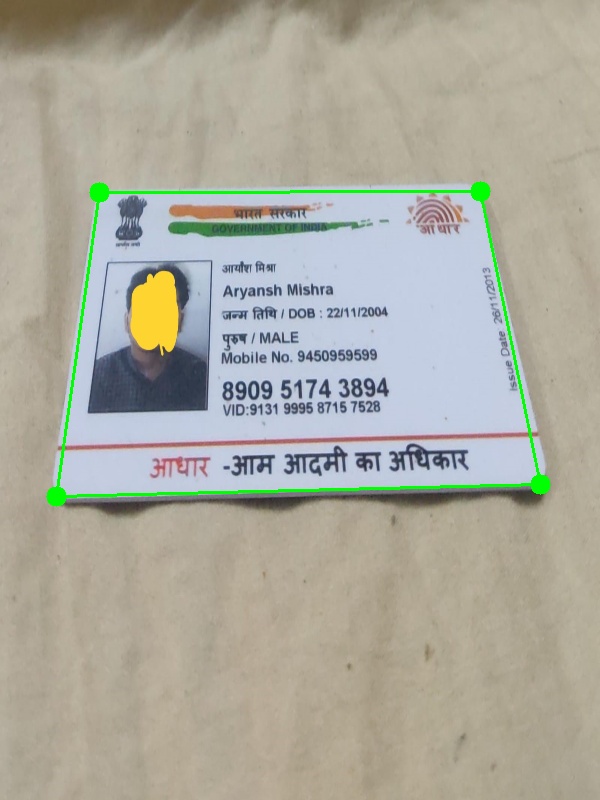 भारत सरकार
GOVERNMENT OF INDIA
आधार
आर्यांश मिश्रा
Aryansh Mishra
जन्म तिथि / DOB : 22/11/2004
पुरुष / MALE
Mobile No. 9450959599
8909 5174 3894
VID:9131 9995 8715 7528
Issue Date 26/11/2013
आधार -आम आदमी का अधिकार